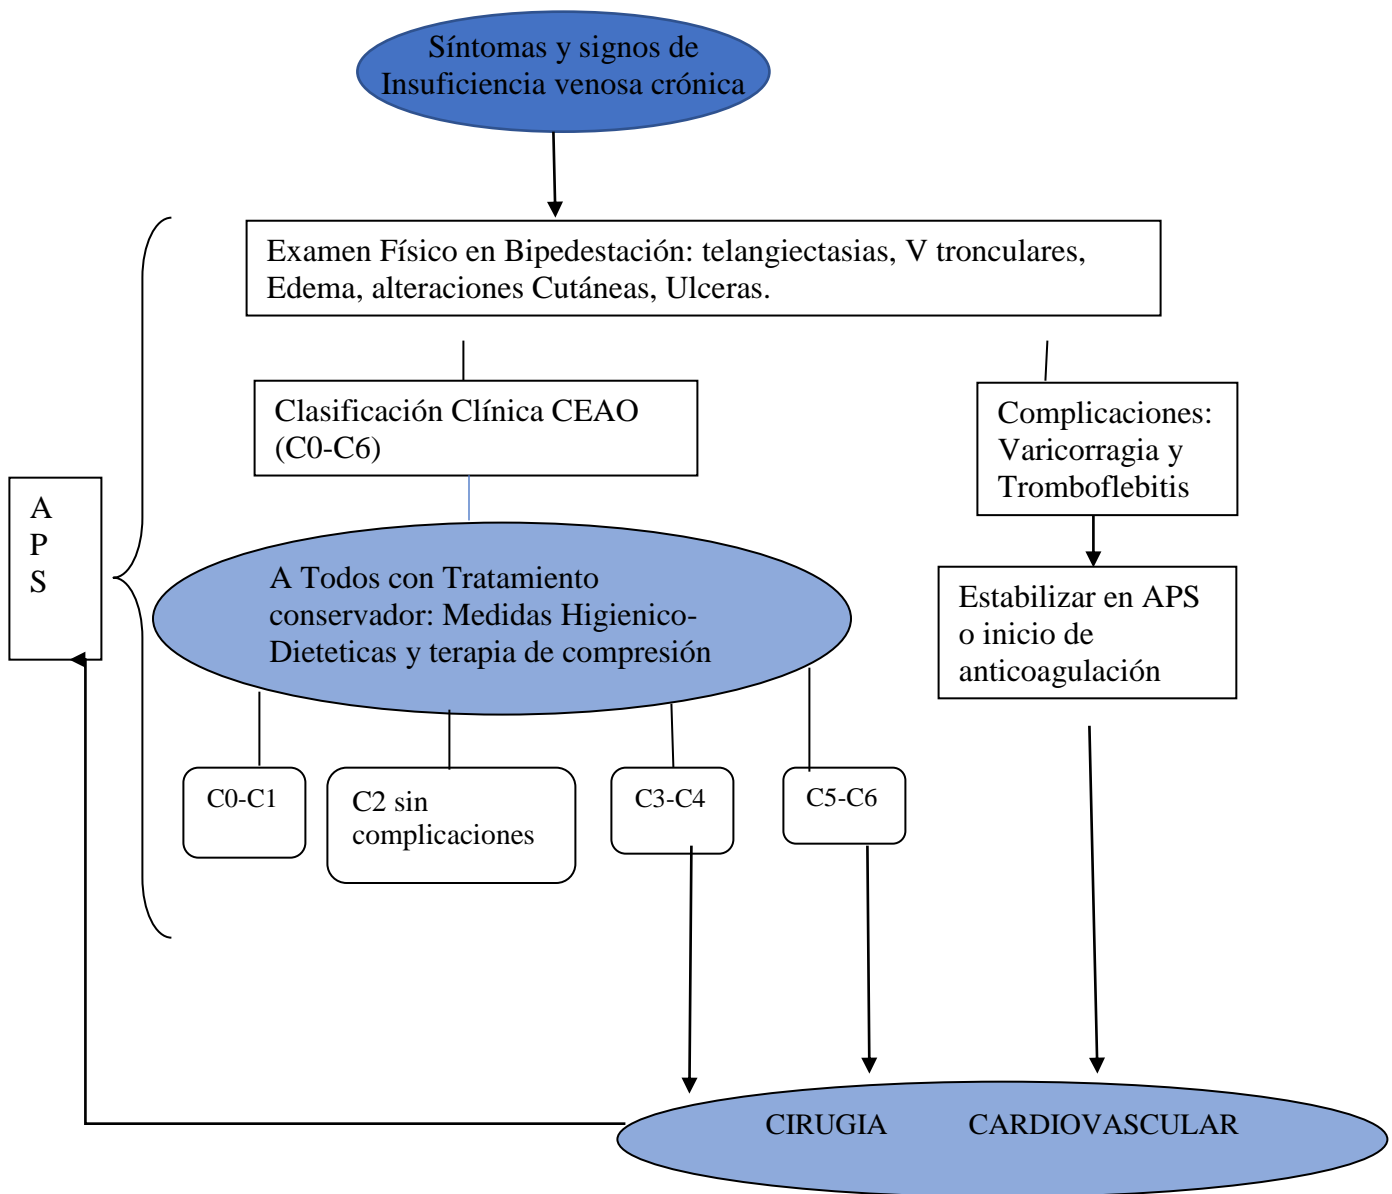 Síntomas y signos de
Insuficiencia venosa crónica
Examen Físico en Bipedestación: telangiectasias, V tronculares,
Edema, alteraciones Cutáneas, Ulceras.
Clasificación Clínica CEAO
(C0-C6)
Complicaciones:
Varicorragia y
Tromboflebitis
A
P
S
A Todos con Tratamiento
conservador: Medidas Higienico-
Dieteticas y terapia de compresión
Estabilizar en APS
o inicio de
anticoagulación
C0-C1
C2 sin
complicaciones
C3-C4
C5-C6
CIRUGIA CARDIOVASCULAR